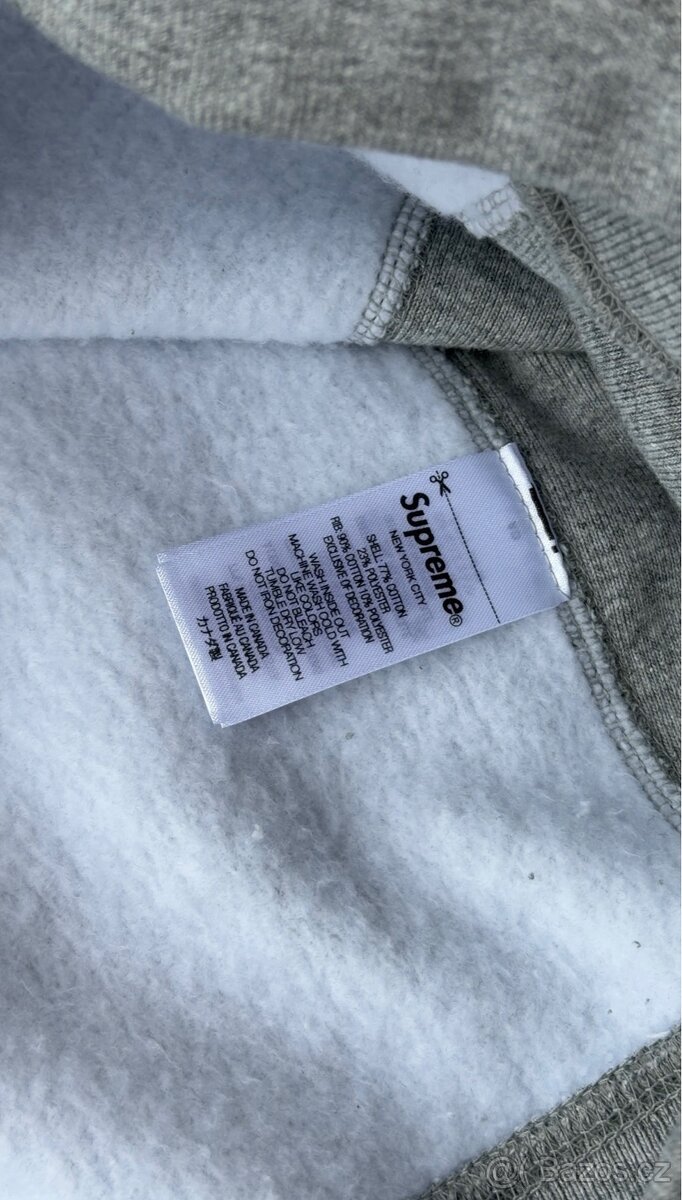 Supreme®
NEW YORK CITY
SHELL: 77% COTTON
23% POLYESTER
RIB: 90% COTTON 10% POLYESTER
EXCLUSIVE OF DECORATION
WASH INSIDE OUT
MACHINE WASH COLD WITH
LIKE COLORS
DO NOT BLEACH
TUMBLE DRY LOW
DO NOT IRON DECORATION
MADE IN CANADA
FABRIQUÉ AU CANADA
PRODOTTO IN CANADA
カナダ製
Bazoš.cz